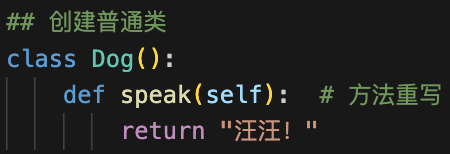 ## 创建普通类
class Dog():
    def speak(self):  # 方法重写
        return "汪汪！"